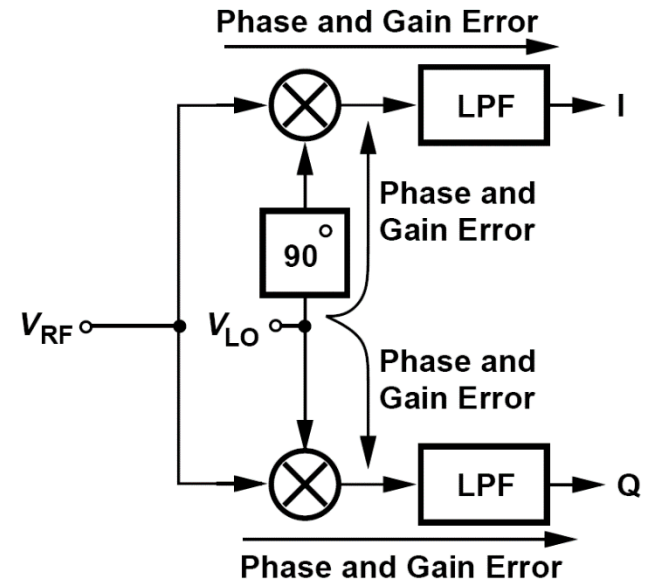 Phase and Gain Error
LPF
I
Phase and
Gain Error
90°
VRF
VLO
Phase and
Gain Error
LPF
Q
Phase and Gain Error